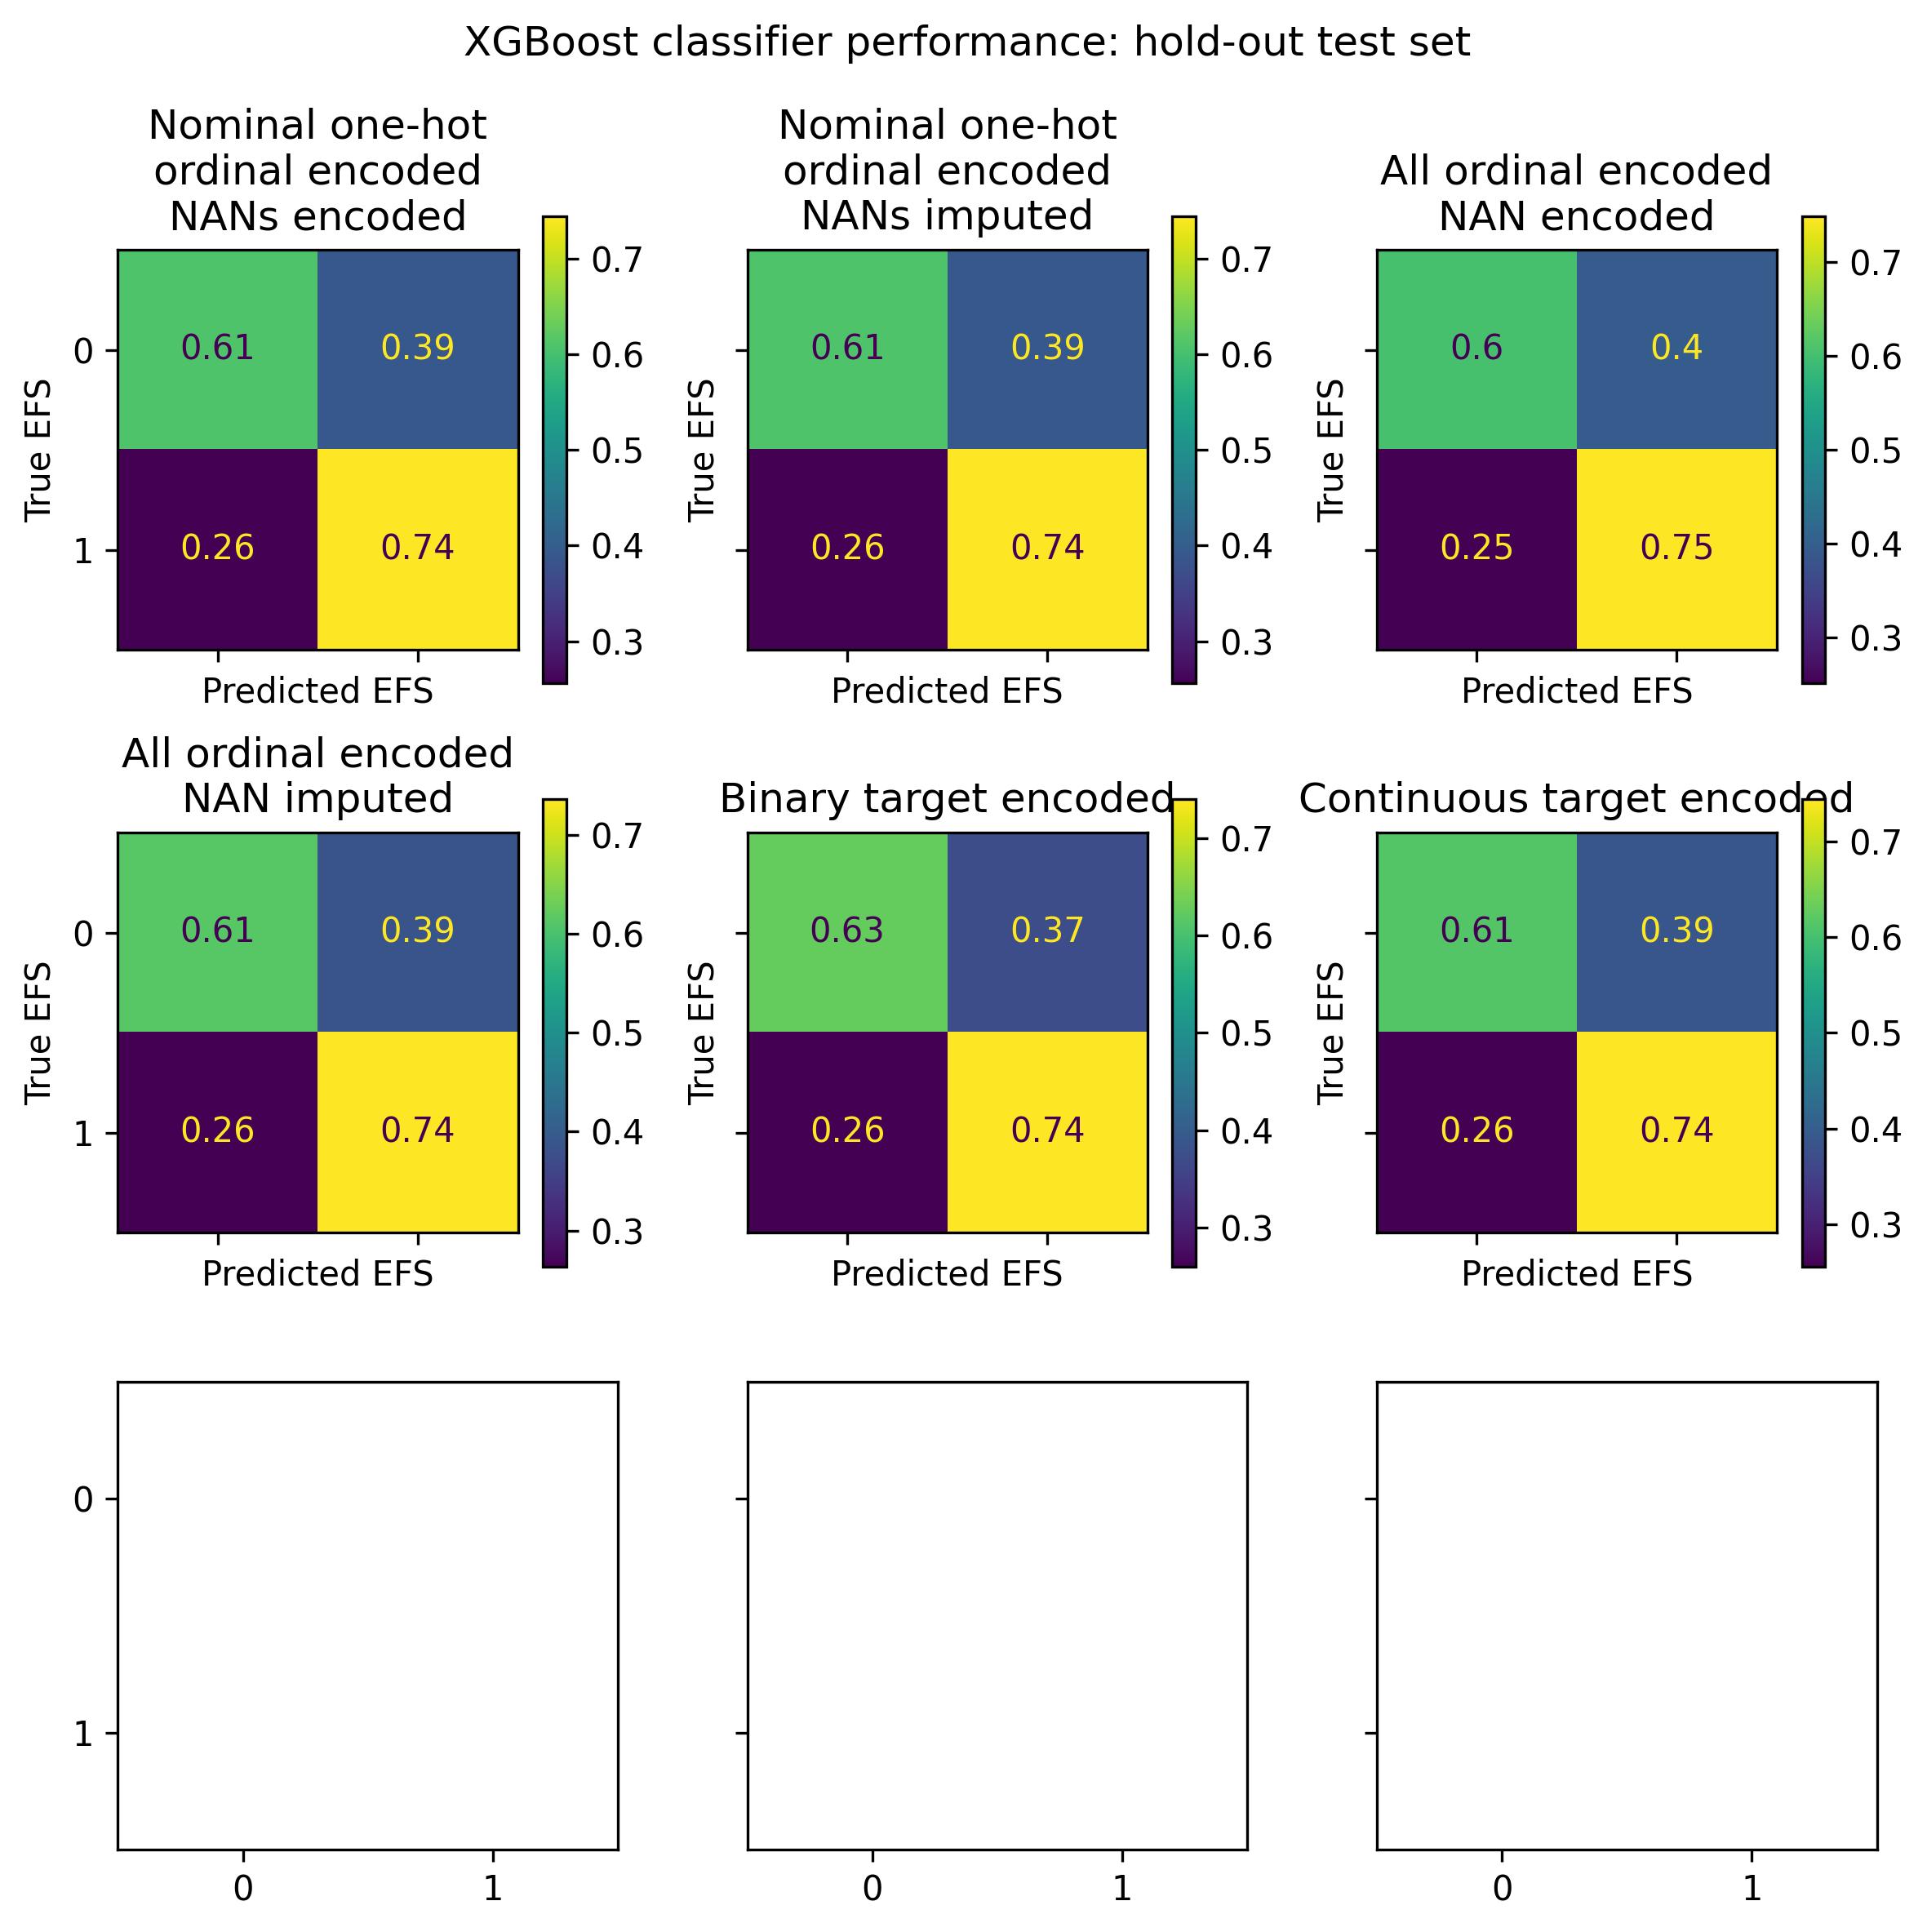 XGBoost classifier performance: hold-out test set
Nominal one-hot
ordinal encoded
NANs encoded
0.7
0.6
0.5
0.4
0.3
0
1
True EFS
0.61
0.39
0.26
0.74
Predicted EFS
Nominal one-hot
ordinal encoded
NANs imputed
0.7
0.6
0.5
0.4
0.3
True EFS
0.61
0.39
0.26
0.74
Predicted EFS
All ordinal encoded
NAN encoded
0.7
0.6
0.5
0.4
0.3
True EFS
0.6
0.4
0.25
0.75
Predicted EFS
All ordinal encoded
NAN imputed
0.7
0.6
0.5
0.4
0.3
0
1
True EFS
0.61
0.39
0.26
0.74
Predicted EFS
Binary target encoded
0.7
0.6
0.5
0.4
0.3
True EFS
0.63
0.37
0.26
0.74
Predicted EFS
Continuous target encoded
0.7
0.6
0.5
0.4
0.3
True EFS
0.61
0.39
0.26
0.74
Predicted EFS
0
1
0 1
0 1
0 1